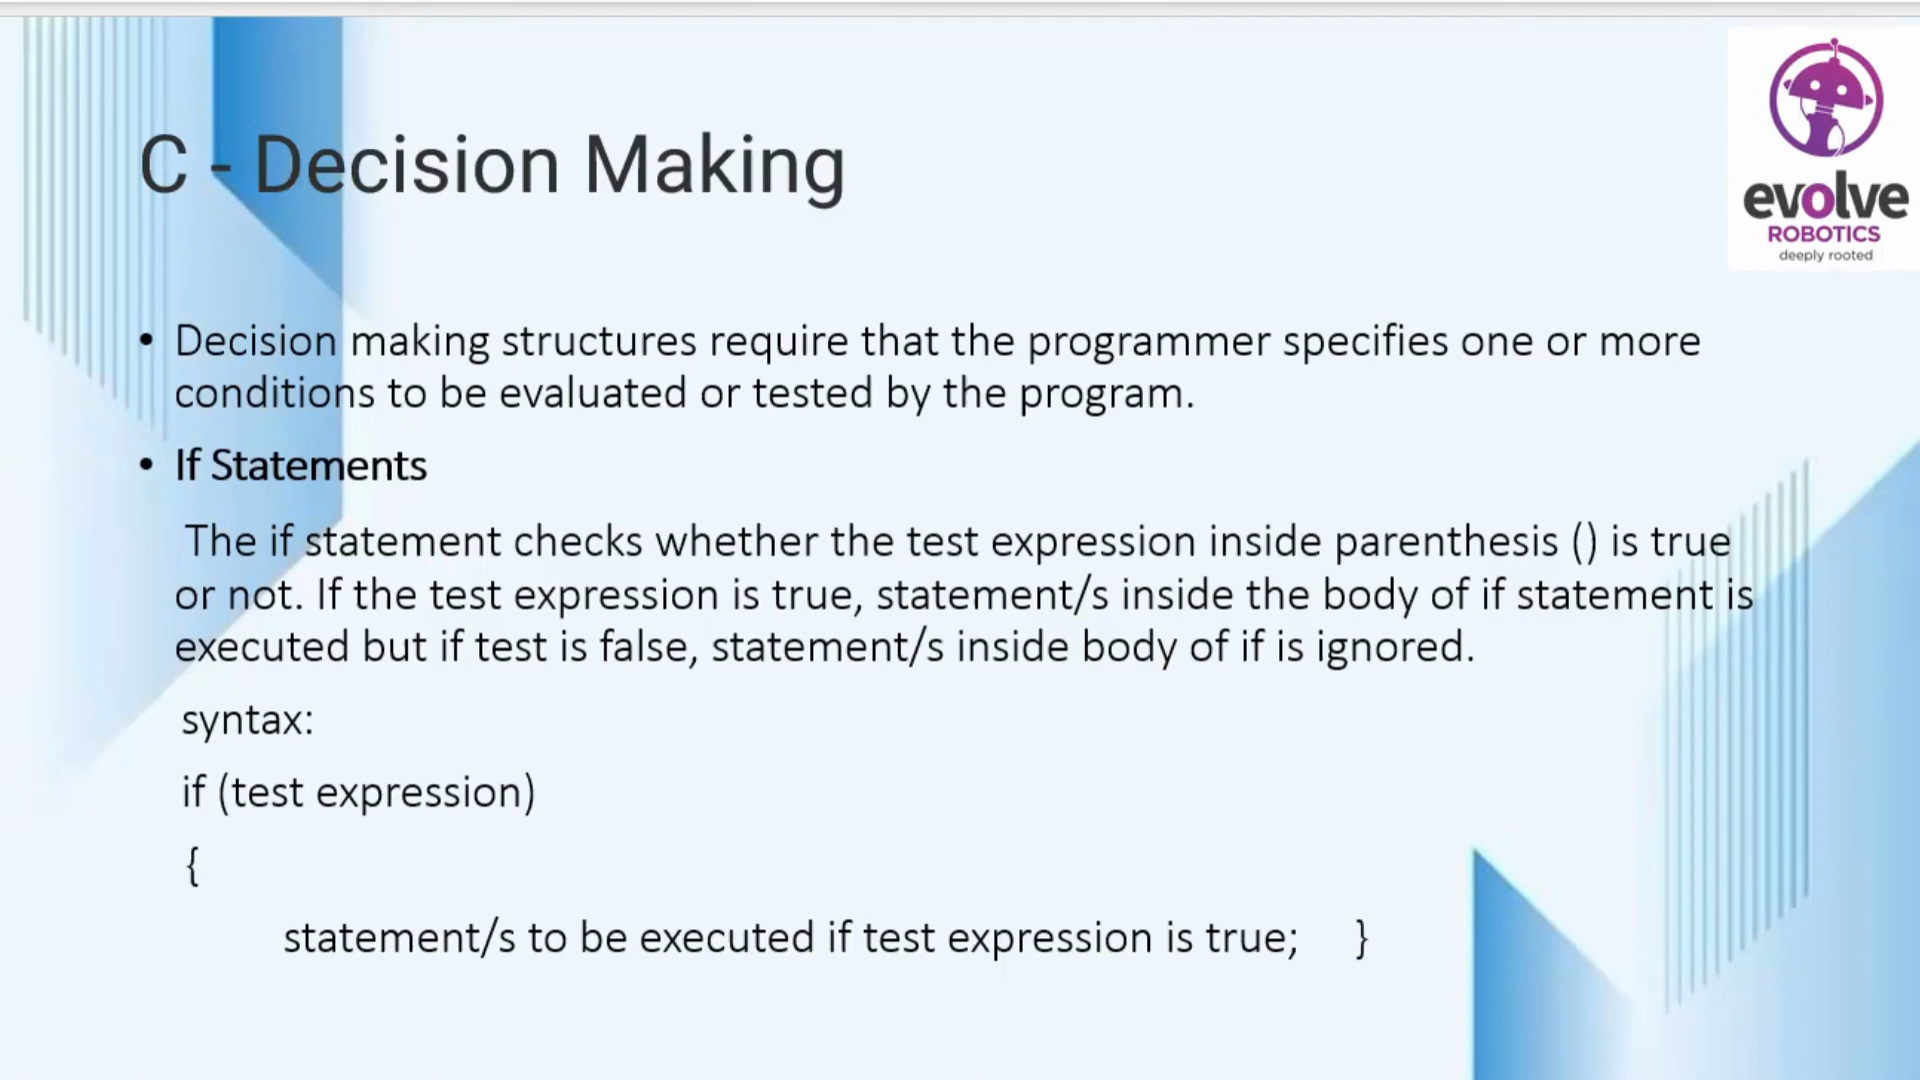 C - Decision Making
evolve
ROBOTICS
deeply rooted
• Decision making structures require that the programmer specifies one or more
conditions to be evaluated or tested by the program.
• If Statements
The if statement checks whether the test expression inside parenthesis () is true
or not. If the test expression is true, statement/s inside the body of if statement is
executed but if test is false, statement/s inside body of if is ignored.
syntax:
if (test expression)
{
statement/s to be executed if test expression is true; }